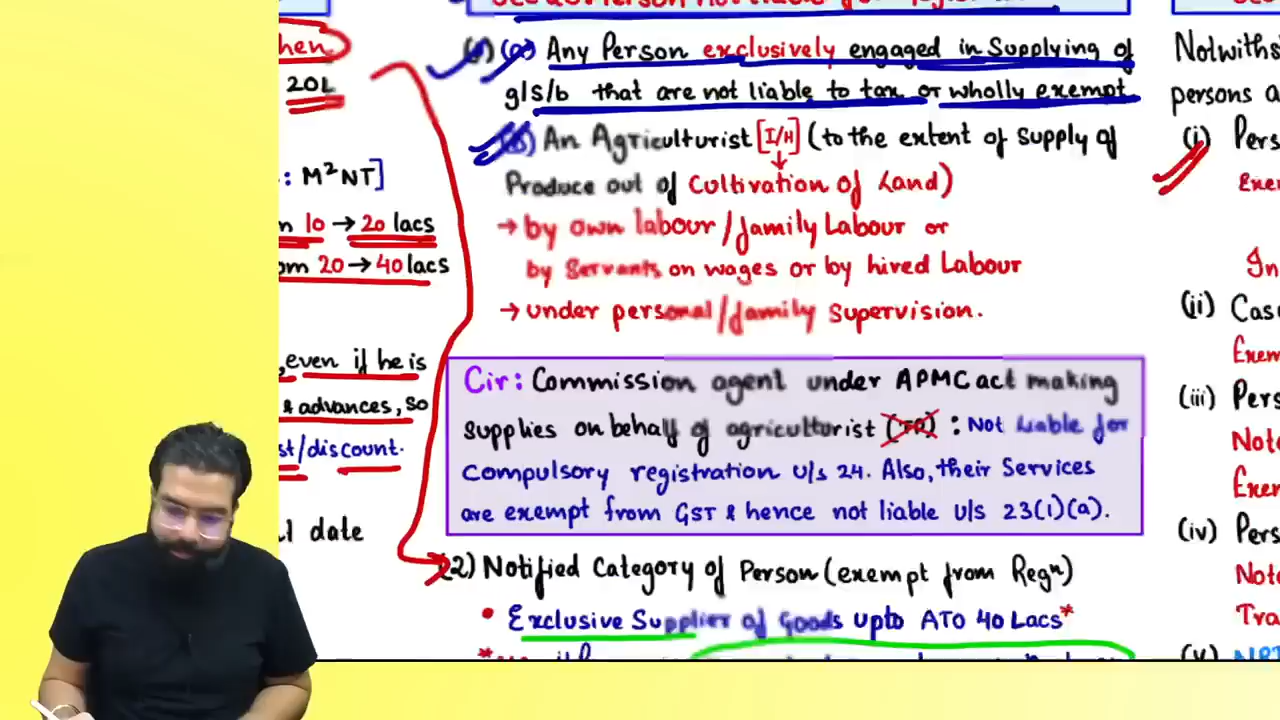 hen
20L
: M²NT]
10 → 20 lacs
om 20 → 40 lacs
, even if he is
& advances, so
st/discount.
date
Any Person exclusively engaged in Supplying of
g/s/b that are not liable to tax or wholly exempt
(b) An Agriculturist [I/H] (to the extent of supply of
Produce out of Cultivation of Land)
→ by own labour/family Labour or
by Servants on wages or by hired Labour
→ under personal/family Supervision.
Cir: Commission agent under APMC act making
supplies on behalf of agriculturist : Not liable for
compulsory registration u/s 24. Also, their Services
are exempt from GST & hence not liable u/s 23(1)(a).
(2) Notified Category of Person (exempt from Regⁿ)
• Exclusive Supplier of Goods upto ATO 40 Lacs*
Notwiths
persons a
(i) Pers
Exem
In
(ii) Cas
Exem
(iii) Pers
Note
Exem
(iv) Pers
Note
Tra
(v)